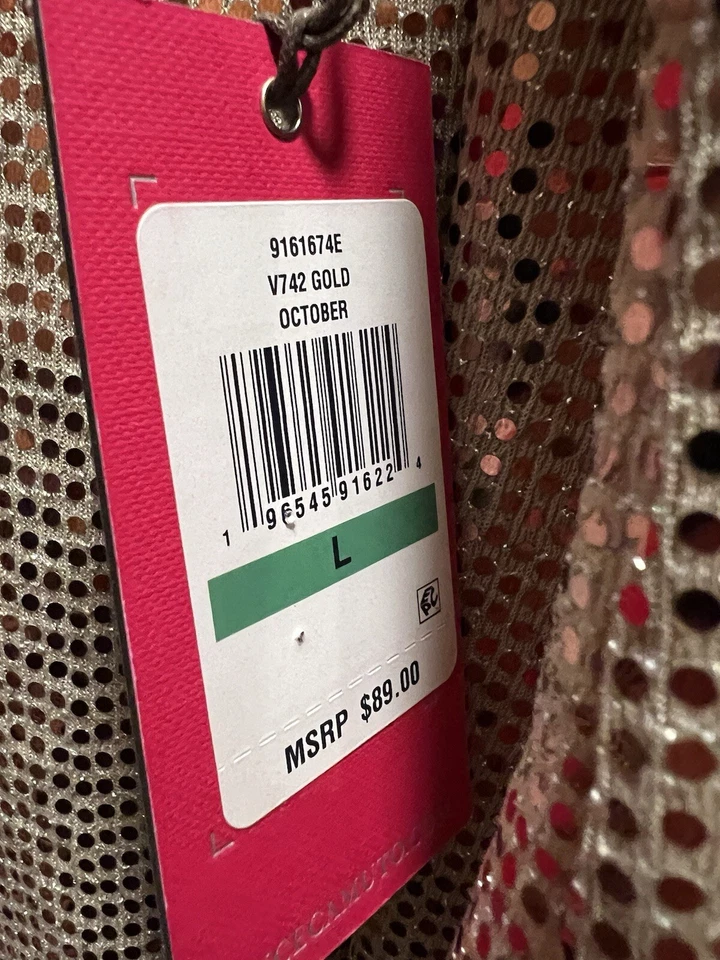 9161674E
V742 GOLD
OCTOBER
1 96545 91622 4
L
MSRP $89.00